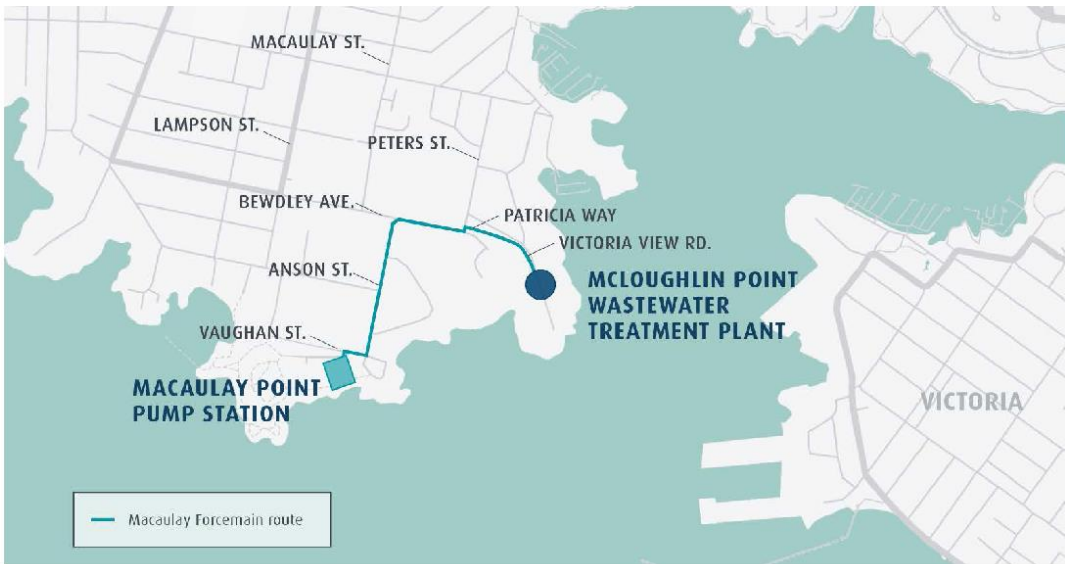 MACAULAY ST.
LAMPSON ST.
PETERS ST.
BEWDLEY AVE.
PATRICIA WAY
VICTORIA VIEW RD.
ANSON ST.
MCLOUGHLIN POINT
WASTEWATER
TREATMENT PLANT
VAUGHAN ST.
MACAULAY POINT
PUMP STATION
VICTORIA
Macaulay Forcemain route